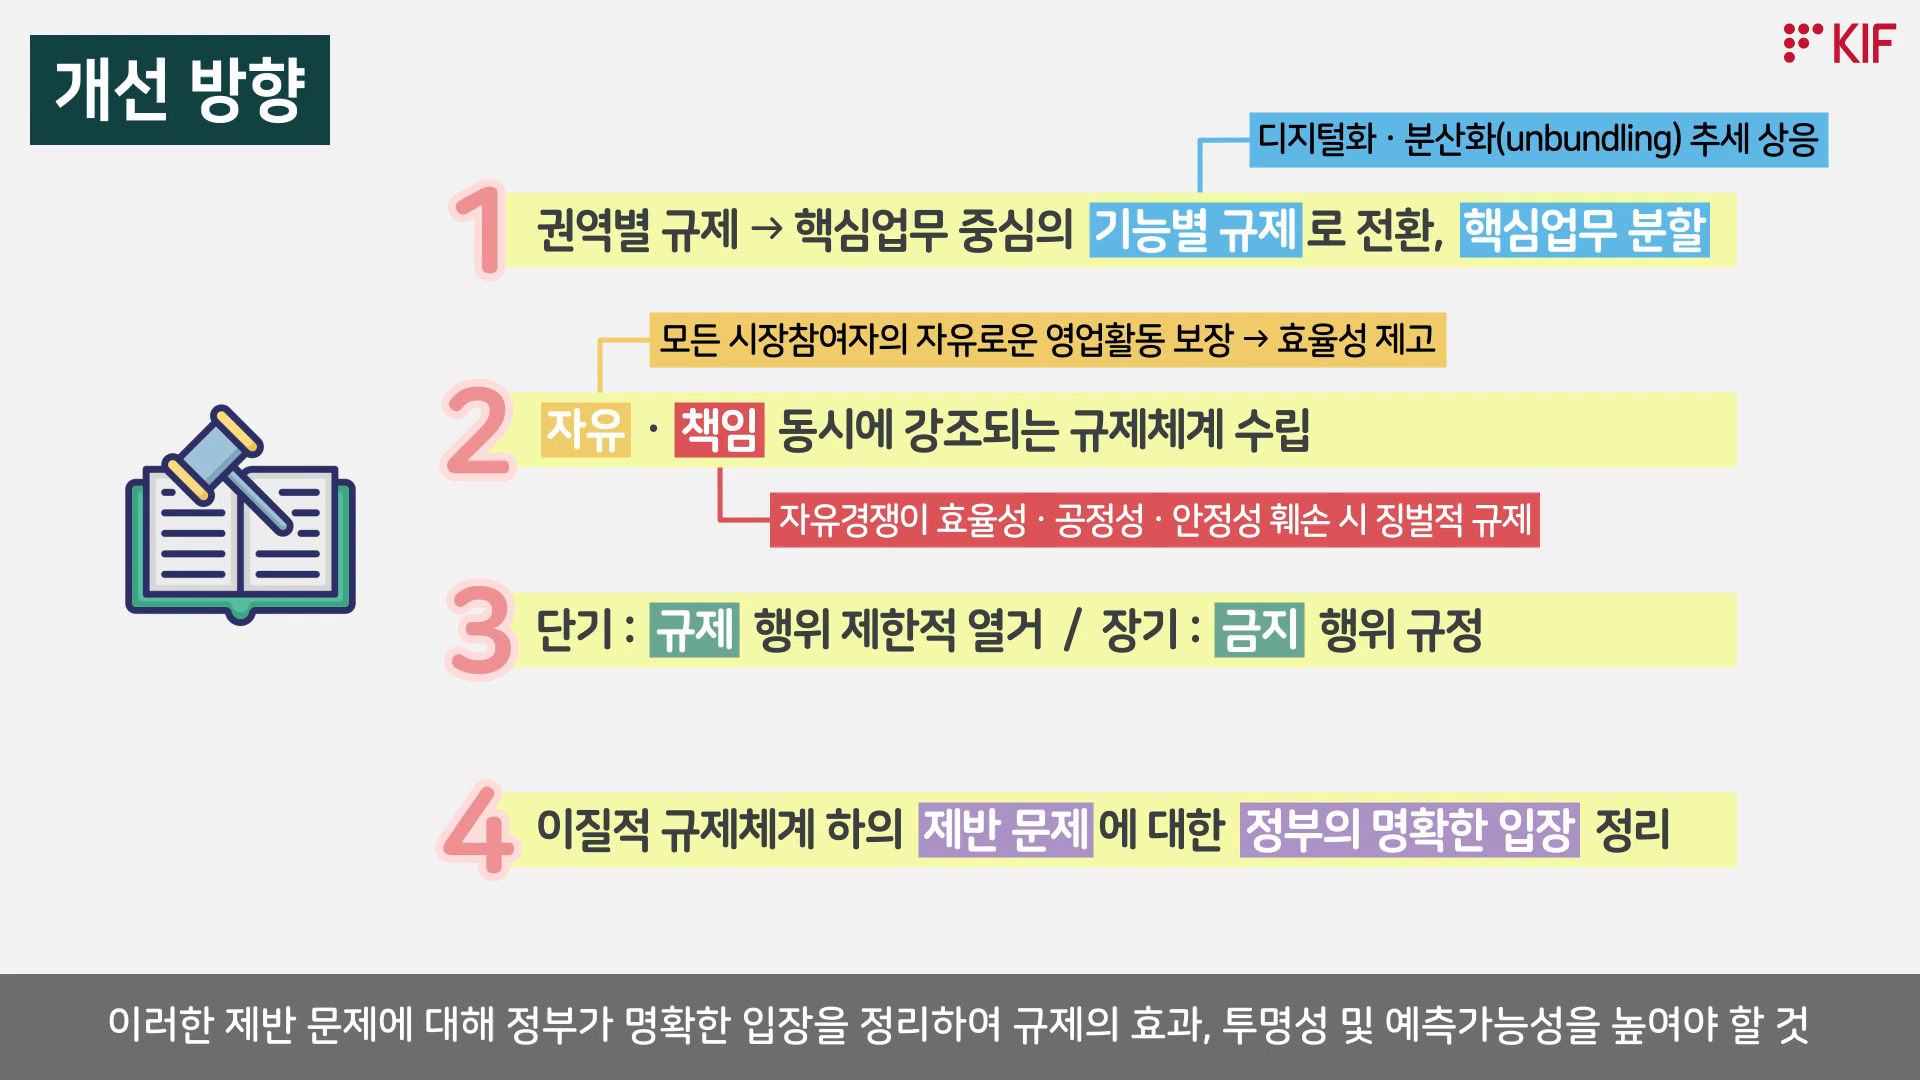 개선 방향
KIF
디지털화 · 분산화(unbundling) 추세 상응
1 권역별 규제 → 핵심업무 중심의 기능별 규제로 전환, 핵심업무 분할
모든 시장참여자의 자유로운 영업활동 보장 → 효율성 제고
2 자유 · 책임 동시에 강조되는 규제체계 수립
자유경쟁이 효율성 · 공정성 · 안정성 훼손 시 징벌적 규제
3 단기 : 규제 행위 제한적 열거 / 장기 : 금지 행위 규정
4 이질적 규제체계 하의 제반 문제에 대한 정부의 명확한 입장 정리
이러한 제반 문제에 대해 정부가 명확한 입장을 정리하여 규제의 효과, 투명성 및 예측가능성을 높여야 할 것